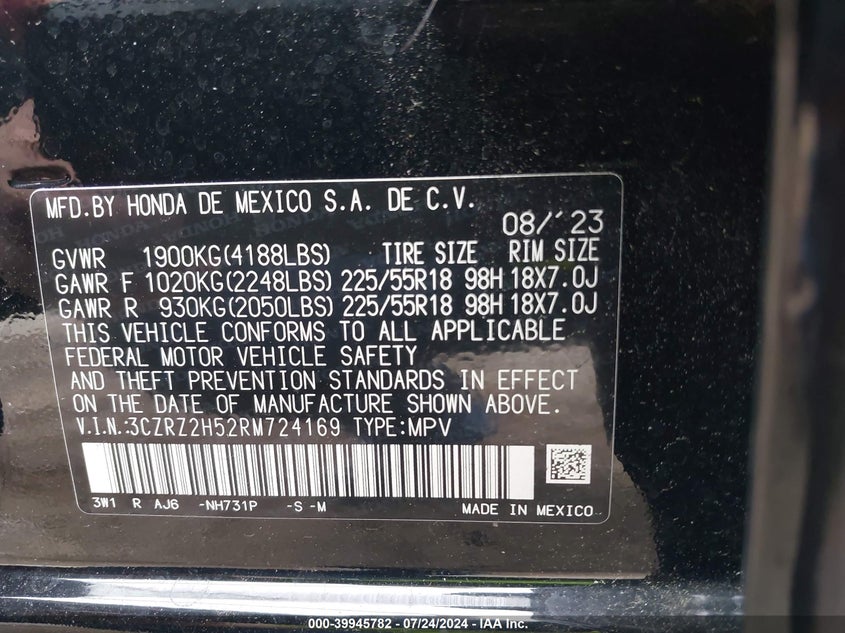 MFD.BY HONDA DE MEXICO S.A. DE C.V.
08/'23
GVWR 1900KG(4188LBS) TIRE SIZE RIM SIZE
GAWR F 1020KG(2248LBS) 225/55R18 98H 18X7.0J
GAWR R 930KG(2050LBS) 225/55R18 98H 18X7.0J
THIS VEHICLE CONFORMS TO ALL APPLICABLE
FEDERAL MOTOR VEHICLE SAFETY
AND THEFT PREVENTION STANDARDS IN EFFECT
ON THE DATE OF MANUFACTURE SHOWN ABOVE.
V.I.N.:3CZRZ2H52RM724169 TYPE:MPV
3W1 R AJ6 -NH731P -S -M MADE IN MEXICO
000-39945782 - 07/24/2024 - IAA Inc.